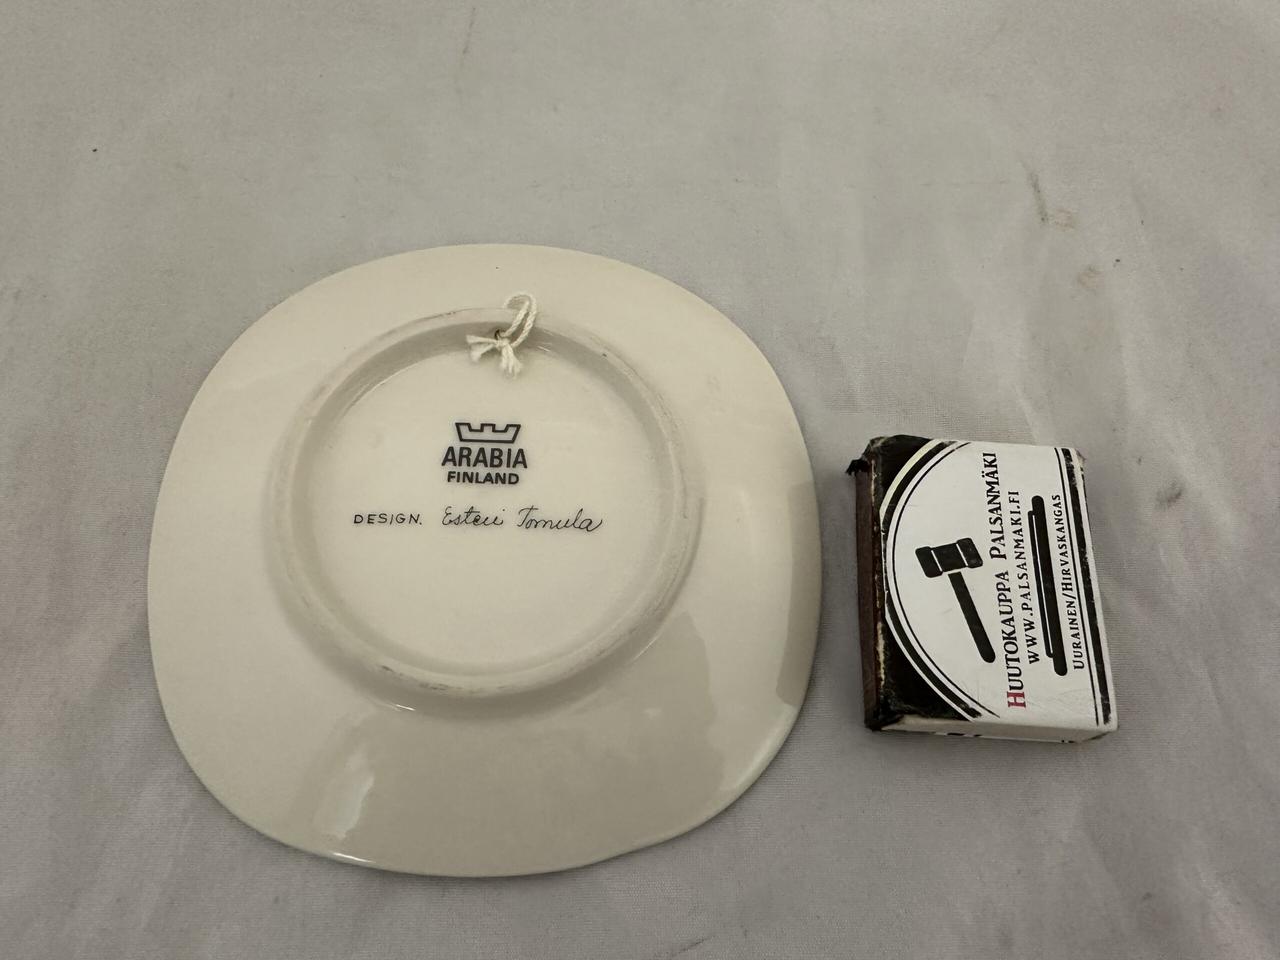 ARABIA
FINLAND
DESIGN. Esteri Tomula
HUUTOKAUPPA PALSANMÄKI
WWW.PALSANMAKI.FI
UURAINEN/HIRVASKANGAS